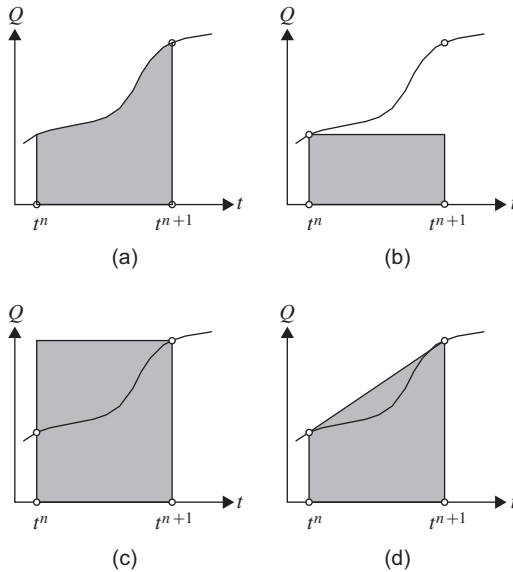 Q
Q
t^n
t^{n+1}
t
t^n
t^{n+1}
t
(a)
(b)
Q
Q
t^n
t^{n+1}
t
t^n
t^{n+1}
t
(c)
(d)